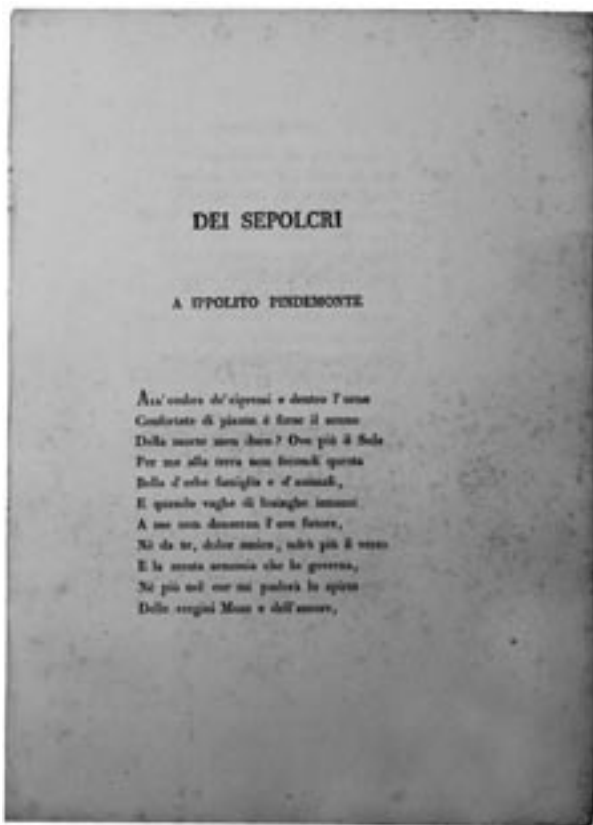 DEI SEPOLCRI
A IPPOLITO PINDEMONTE
All'ombra de' cipressi e dentro l'urne
Confortate di pianto è forse il sonno
Della morte men duro? Ove più il Sole
Per me alla terra non fecondi questa
Bella d'erbe famiglia e d'animali,
E quando vaghe di lusinghe innanzi
A me non danzeran l'ore future,
Nè da te, dolce amico, udrò più il verso
E la mesta armonia che lo governa,
Nè più nel cor mi parlerà lo spirto
Delle vergini Muse e dell'amore,